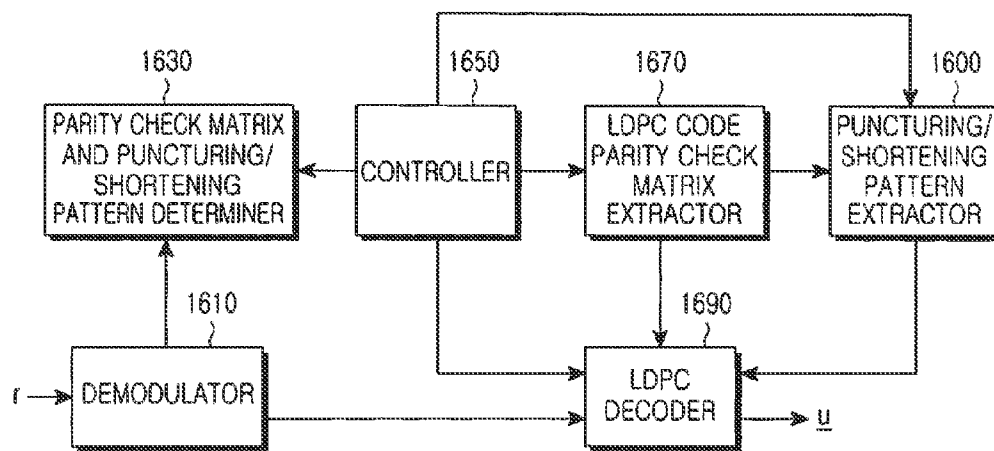 1630
PARITY CHECK MATRIX
AND PUNCTURING/
SHORTENING
PATTERN DETERMINER
1650
CONTROLLER
1670
LDPC CODE
PARITY CHECK
MATRIX
EXTRACTOR
1600
PUNCTURING/
SHORTENING
PATTERN
EXTRACTOR
1610
r
DEMODULATOR
1690
LDPC
DECODER
u